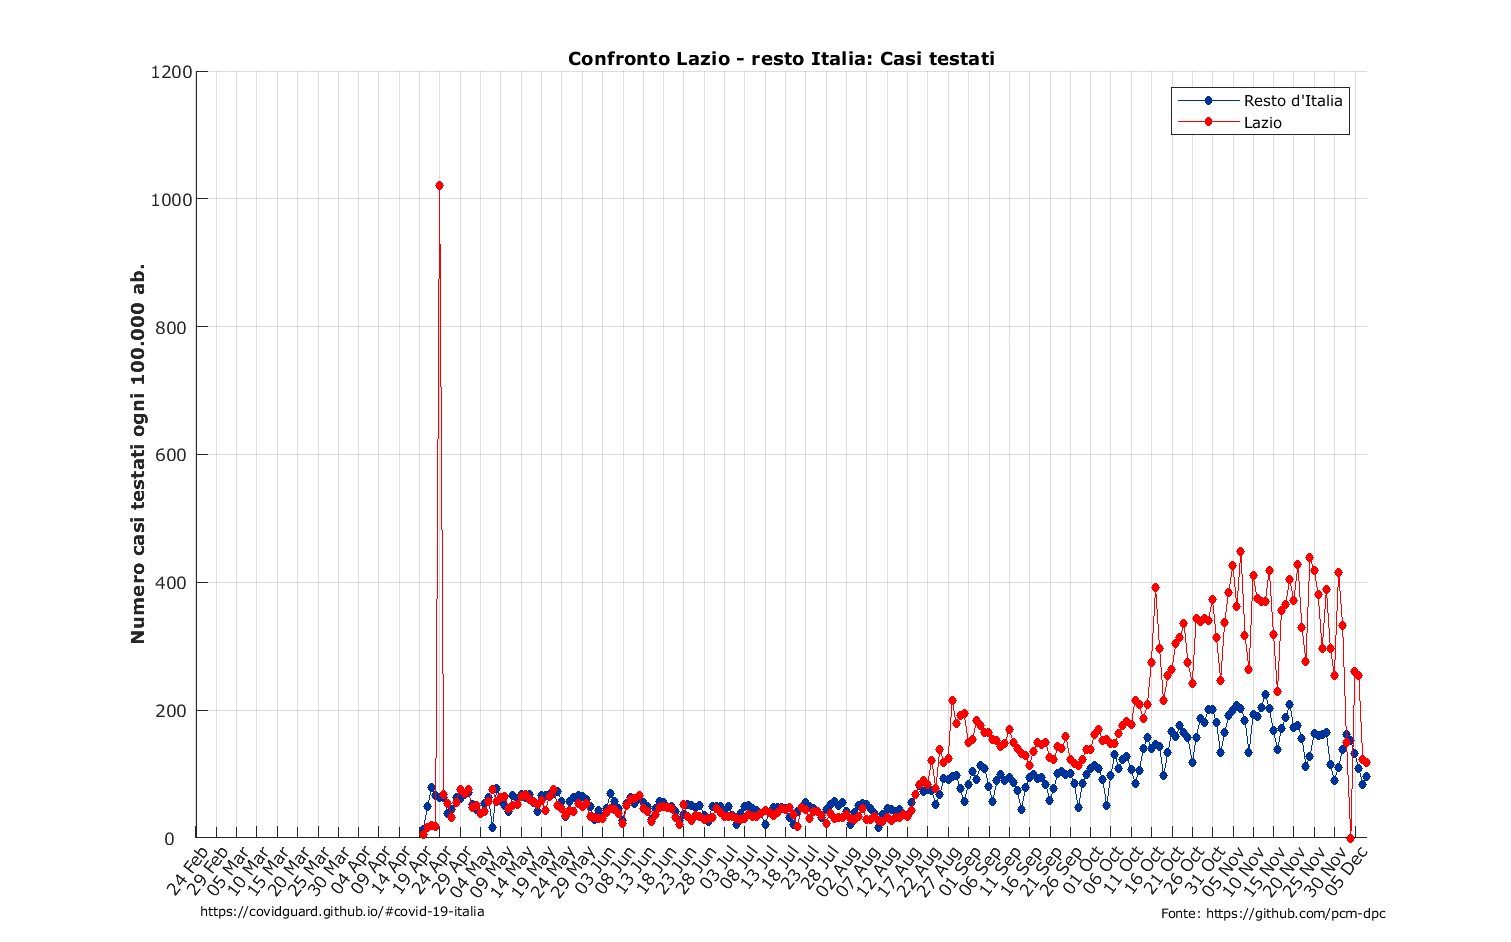 Confronto Lazio - resto Italia: Casi testati
1200
1000
800
600
400
200
0
Numero casi testati ogni 100.000 ab.
Resto d'Italia
Lazio
24 Feb
29 Feb
05 Mar
10 Mar
15 Mar
20 Mar
25 Mar
30 Mar
04 Apr
09 Apr
14 Apr
19 Apr
24 Apr
29 Apr
04 May
09 May
14 May
19 May
24 May
29 May
03 Jun
08 Jun
13 Jun
18 Jun
23 Jun
28 Jun
03 Jul
08 Jul
13 Jul
18 Jul
23 Jul
28 Jul
02 Aug
07 Aug
12 Aug
17 Aug
22 Aug
27 Aug
01 Sep
06 Sep
11 Sep
16 Sep
21 Sep
26 Sep
01 Oct
06 Oct
11 Oct
16 Oct
21 Oct
26 Oct
31 Oct
05 Nov
10 Nov
15 Nov
20 Nov
25 Nov
30 Nov
05 Dec
https://covidguard.github.io/#covid-19-italia
Fonte: https://github.com/pcm-dpc